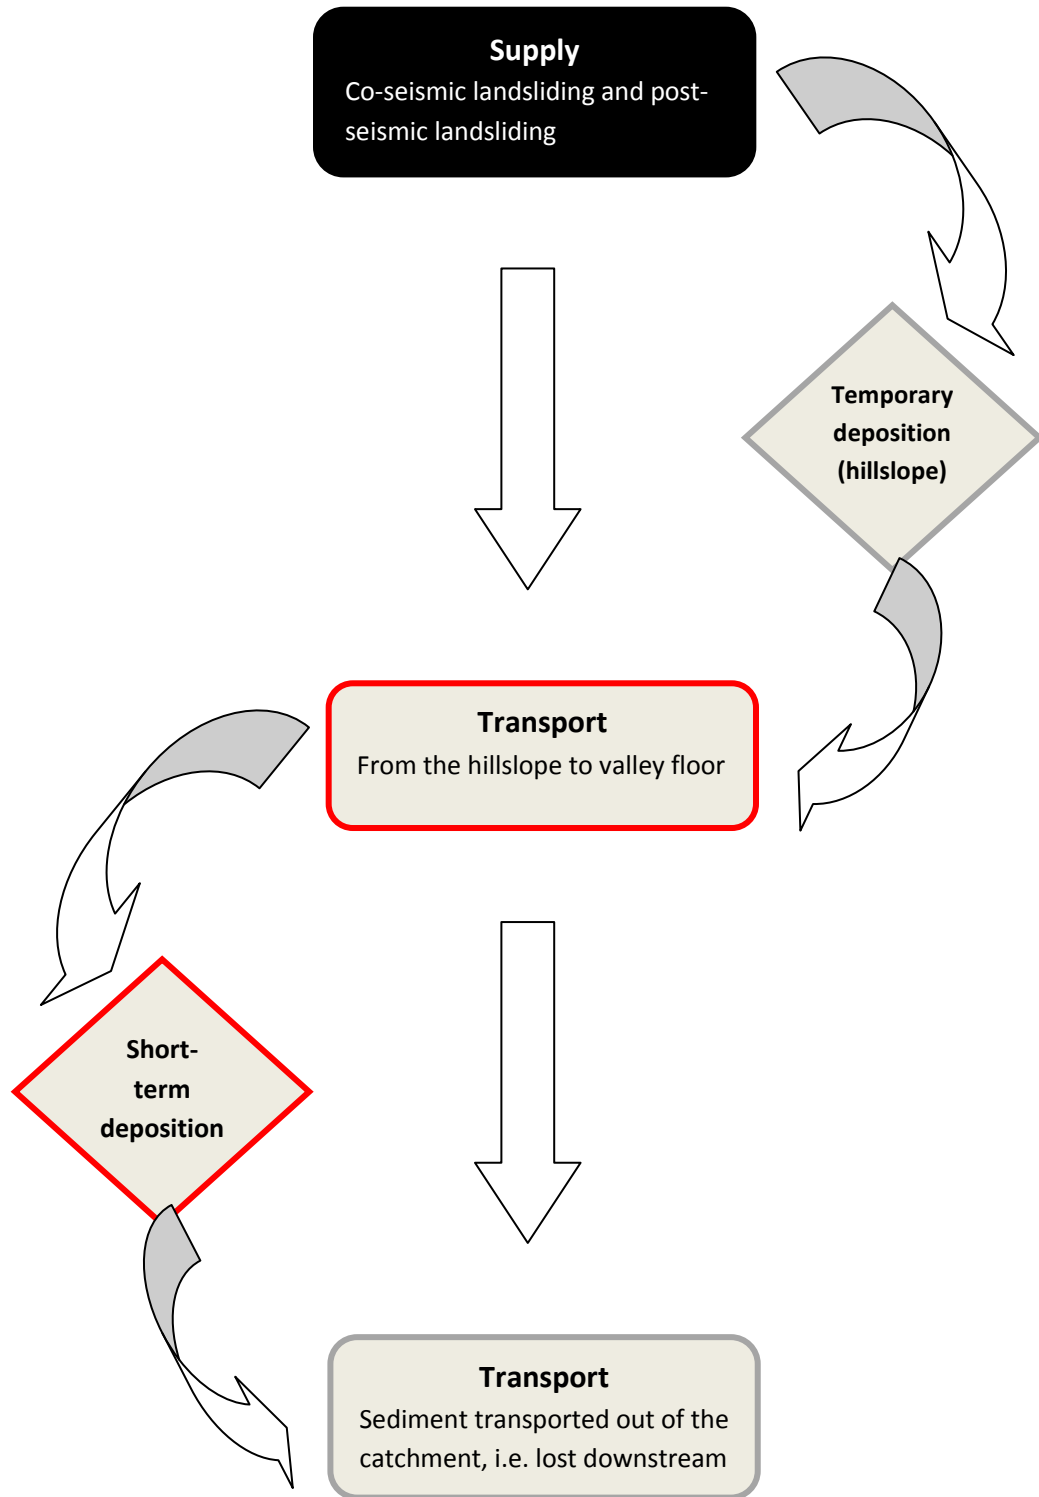 Supply
Co-seismic landsliding and post-
seismic landsliding
Temporary
deposition
(hillslope)
Transport
From the hillslope to valley floor
Short-
term
deposition
Transport
Sediment transported out of the
catchment, i.e. lost downstream